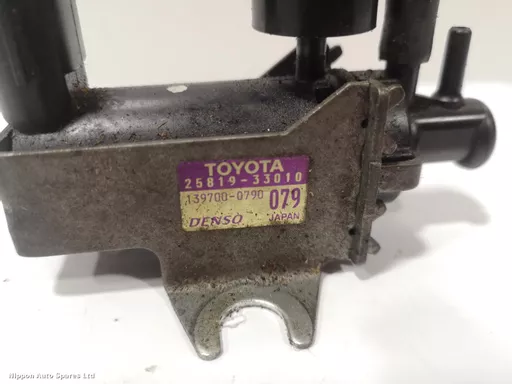 TOYOTA
25819-33010
139700-0790 079
DENSO JAPAN
Nippon Auto Spares Ltd